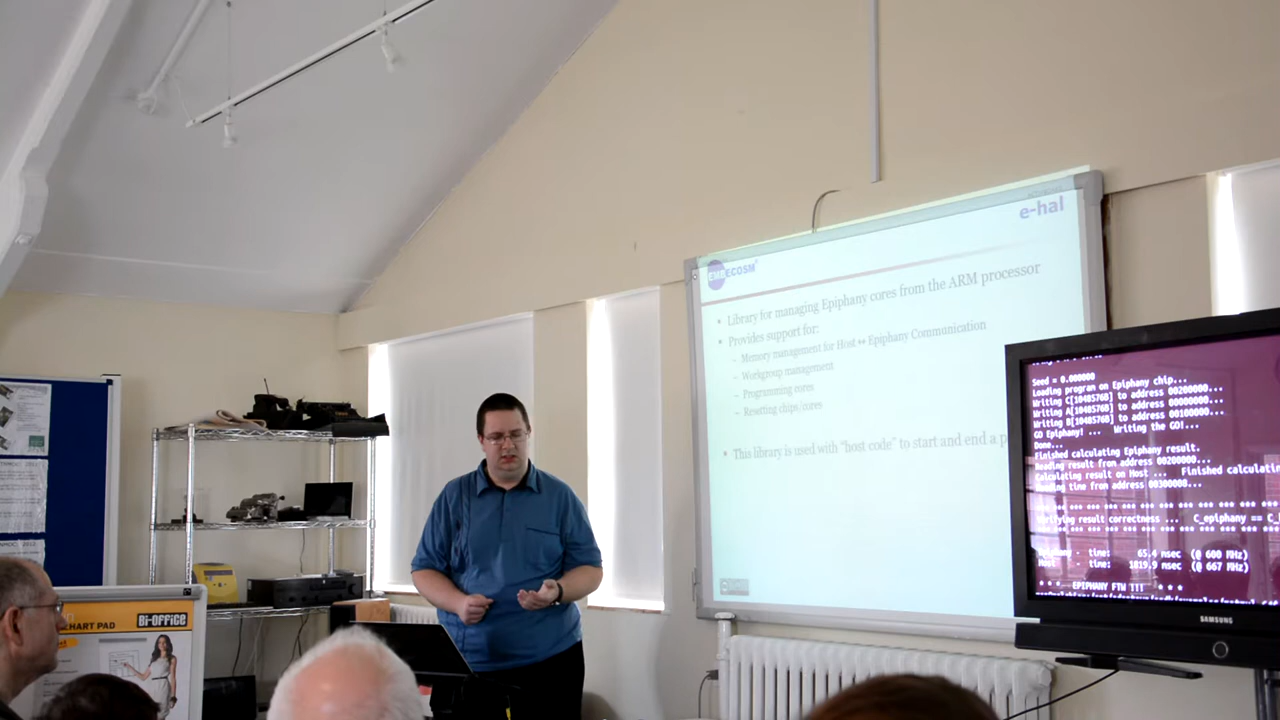 e-hal
EMBECOSM®
Library for managing Epiphany cores from the ARM processor
Provides support for:
– Memory management for Host ↔ Epiphany Communication
– Workgroup management
– Programming cores
– Resetting chips/cores
This library is used with “host code” to start and end a p
Seed = 0.000000
Loading program on Epiphany chip...
Writing C[1048576B] to address 00200000...
Writing A[1048576B] to address 00000000...
Writing B[1048576B] to address 00100000...
GO Epiphany! ... Writing the GO!...
Done...
Finished calculating Epiphany result.
Reading result from address 00200000...
Calculating result on Host ... Finished calculatin
Reading time from address 00300000...
*** *** *** *** *** *** *** *** *** ***
Verifying result correctness ... C_epiphany == C_
*** *** *** *** *** *** *** *** *** ***
Epiphany - time: 65.4 msec (@ 600 MHz)
Host - time: 1019.9 msec (@ 667 MHz)
* * * EPIPHANY FTW !!! * * *
SAMSUNG
HART PAD
Bi-OFFICE